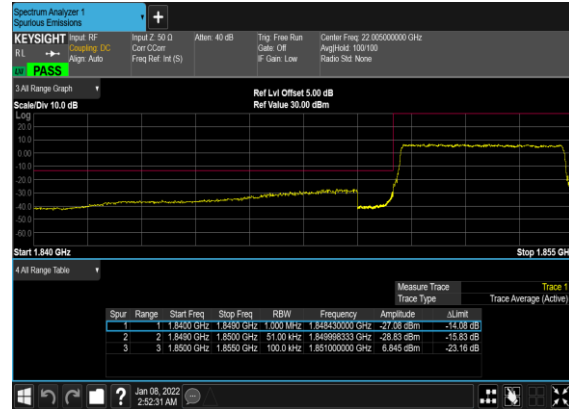 Spectrum Analyzer 1
Spurious Emissions
+
KEYSIGHT Input: RF Input Z: 50 Ω Atten: 40 dB Trig: Free Run Center Freq: 22.005000000 GHz
RL Coupling: DC Corr CCorr Gate: Off Avg|Hold: 100/100
Align: Auto Freq Ref: Int (S) IF Gain: Low Radio Std: None
PASS
3 All Range Graph Ref Lvl Offset 5.00 dB
Scale/Div 10.0 dB Ref Value 30.00 dBm
Log
20.0
10.0
0.00
-10.0
-20.0
-30.0
-40.0
-50.0
-60.0
Start 1.840 GHz Stop 1.855 GH
4 All Range Table
Measure Trace Trace 1
Trace Type Trace Average (Active)
Spur Range Start Freq Stop Freq RBW Frequency Amplitude ΔLimit
1 1 1.8400 GHz 1.8490 GHz 1.000 MHz 1.848430000 GHz -27.08 dBm -14.08 dB
2 2 1.8490 GHz 1.8500 GHz 51.00 kHz 1.849998333 GHz -28.83 dBm -15.83 dB
3 3 1.8500 GHz 1.8550 GHz 100.0 kHz 1.851000000 GHz 6.845 dBm -23.16 dB
? Jan 08, 2022
2:52:31 AM